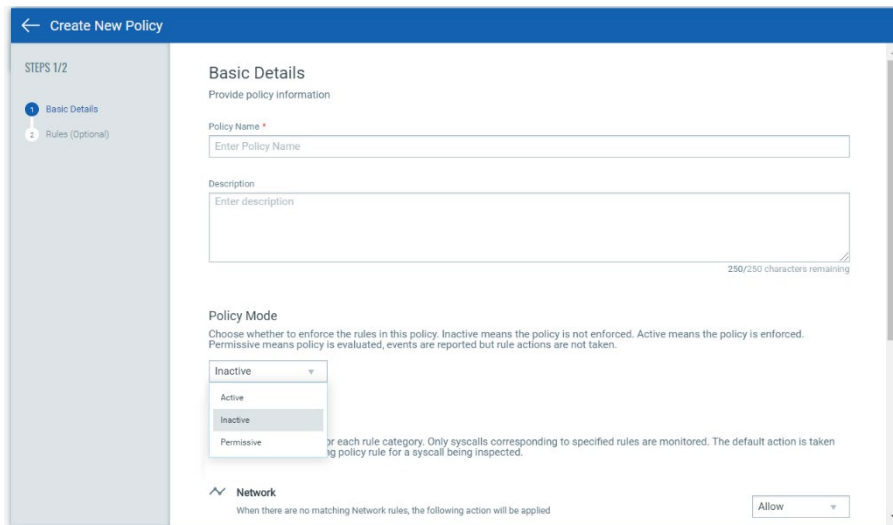 Create New Policy
STEPS 1/2
1 Basic Details
2 Rules (Optional)
Basic Details
Provide policy information
Policy Name *
Enter Policy Name
Description
Enter description
250/250 characters remaining
Policy Mode
Choose whether to enforce the rules in this policy. Inactive means the policy is not enforced. Active means the policy is enforced.
Permissive means policy is evaluated, events are reported but rule actions are not taken.
Inactive
Active
Inactive
Permissive
for each rule category. Only syscalls corresponding to specified rules are monitored. The default action is taken
policy rule for a syscall being inspected.
Network
When there are no matching Network rules, the following action will be applied
Allow